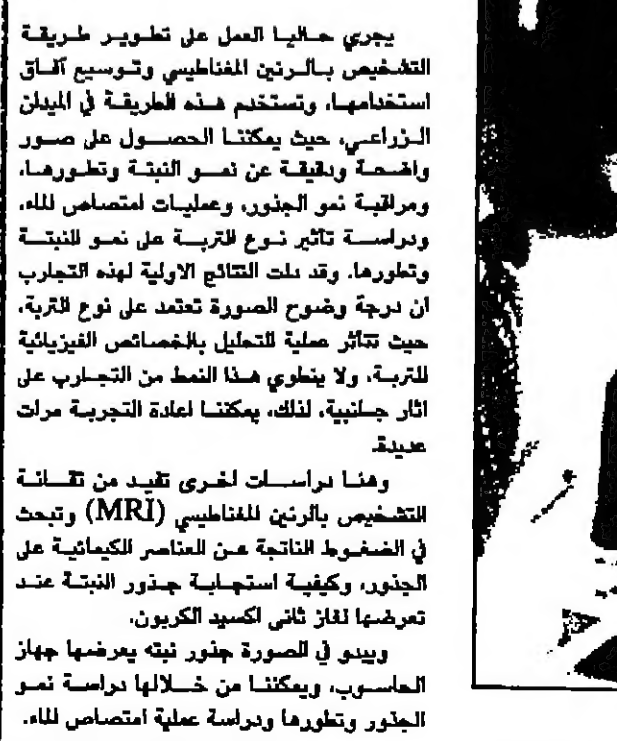 يجري حاليا العمل على تطوير طريقة
التشخيص بالرنين المغناطيسي وتوسيع آفاق
استخدامها، وتستخدم هذه الطريقة في الميدان
الزراعي، حيث يمكننا الحصول على صور
واضحة ودقيقة عن نمو النبتة وتطورها،
ومراقبة نمو الجذور، وعمليات امتصاص الماء،
ودراسة تأثير نوع التربة على نمو النبتة
وتطورها. وقد دلت النتائج الاولية لهذه التجارب
ان درجة وضوح الصورة تعتمد على نوع التربة،
حيث تتأثر عملية التحليل بالخصائص الفيزيائية
للتربة، ولا ينطوي هذا النمط من التجارب على
اثار جانبية، لذلك، يمكننا اعادة التجربة مرات
عديدة.
وهنا دراسات اخرى تفيد من تقانة
التشخيص بالرنين المغناطيسي (MRI) وتبحث
في الضغوط الناتجة عن العناصر الكيمائية على
الجذور، وكيفية استجابة جذور النبتة عند
تعرضها لغاز ثاني اكسيد الكربون.
ويبدو في الصورة جذور نبته يعرضها جهاز
الحاسوب، ويمكننا من خلالها دراسة نمو
الجذور وتطورها ودراسة عملية امتصاص الماء.